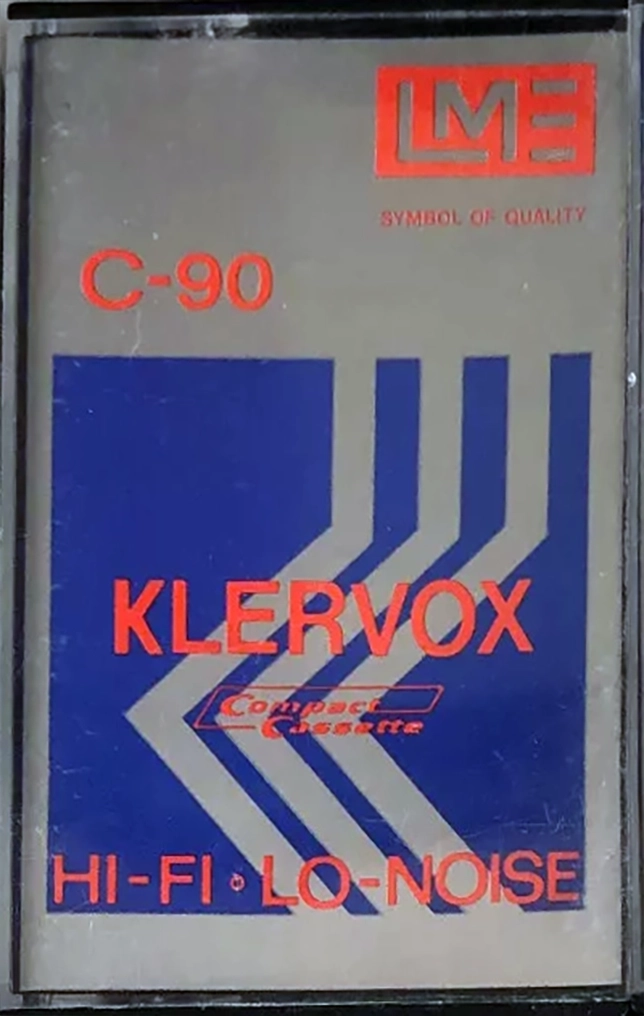 LME
SYMBOL OF QUALITY
C-90
KLERVOX
Compact
Cassette
HI-FI • LO-NOISE